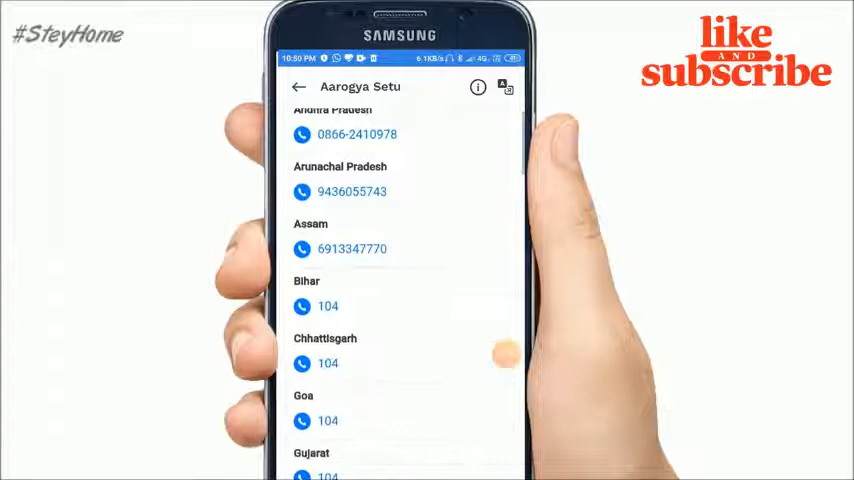 #SteyHome
like
AND
subscribe
SAMSUNG
10:50 PM 6.1KB/s 4G
Aarogya Setu
Andhra Pradesh
0866-2410978
Arunachal Pradesh
9436055743
Assam
6913347770
Bihar
104
Chhattisgarh
104
Goa
104
Gujarat
104